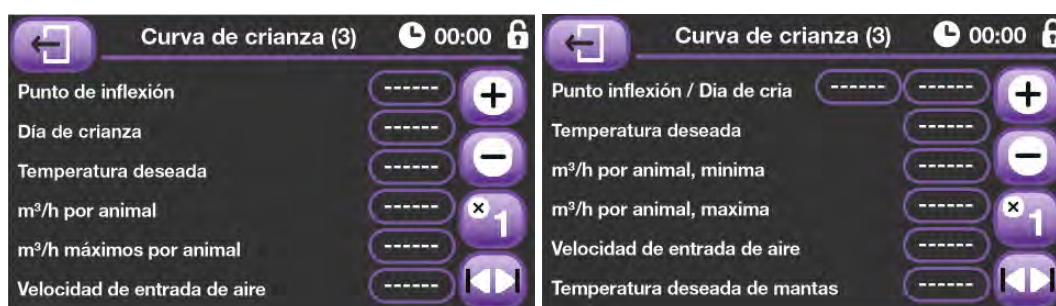 Curva de crianza (3) 00:00
Punto de inflexión ------
Día de crianza ------
Temperatura deseada ------
m³/h por animal ------
m³/h máximos por animal ------
Velocidad de entrada de aire ------
+
−
×1
Curva de crianza (3) 00:00
Punto inflexión / Dia de cria ------ ------
Temperatura deseada ------
m³/h por animal, minima ------
m³/h por animal, maxima ------
Velocidad de entrada de aire ------
Temperatura deseada de mantas ------
+
−
×1